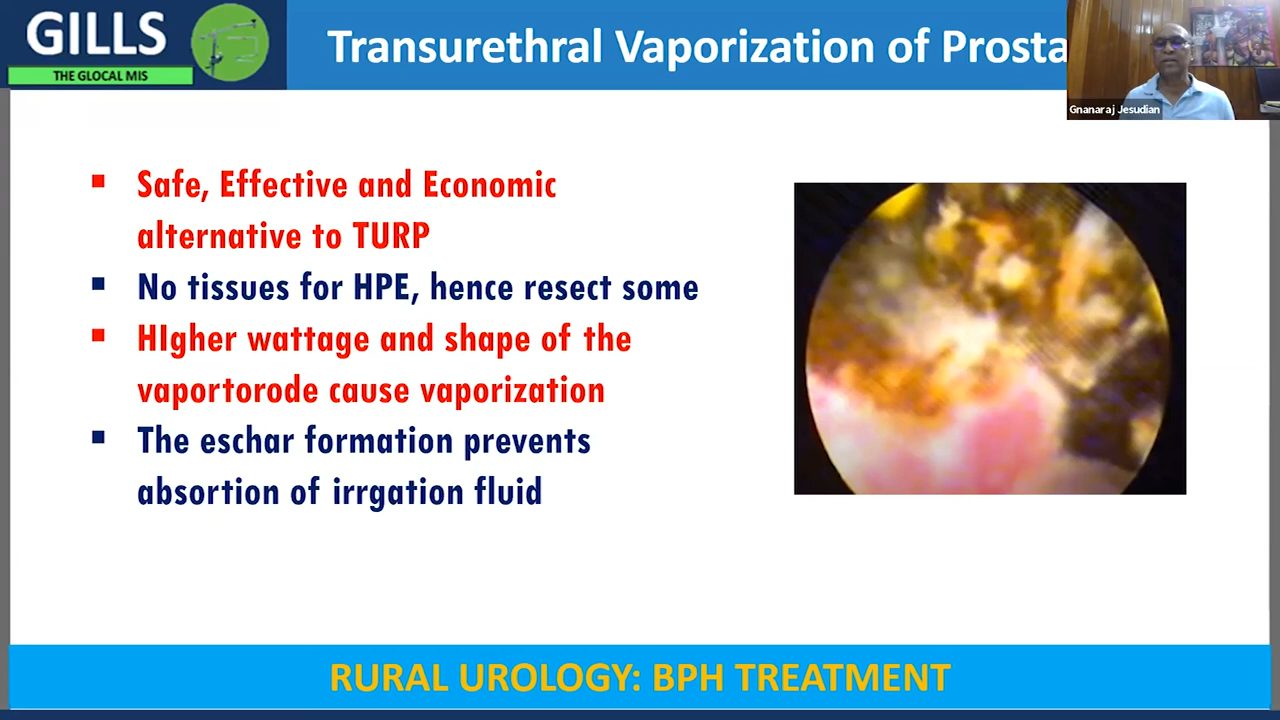 GILLS
THE GLOCAL MIS
Transurethral Vaporization of Prosta
Gnanaraj Jesudian
▪ Safe, Effective and Economic
alternative to TURP
▪ No tissues for HPE, hence resect some
▪ HIgher wattage and shape of the
vaportorode cause vaporization
▪ The eschar formation prevents
absortion of irrgation fluid
RURAL UROLOGY: BPH TREATMENT